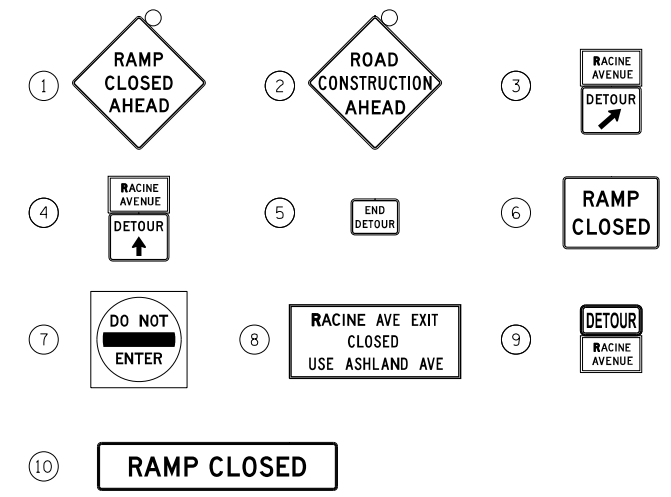 1
RAMP
CLOSED
AHEAD
2
ROAD
CONSTRUCTION
AHEAD
3
RACINE
AVENUE
DETOUR
4
RACINE
AVENUE
DETOUR
5
END
DETOUR
6
RAMP
CLOSED
7
DO NOT
ENTER
8
RACINE AVE EXIT
CLOSED
USE ASHLAND AVE
9
DETOUR
RACINE
AVENUE
10
RAMP CLOSED